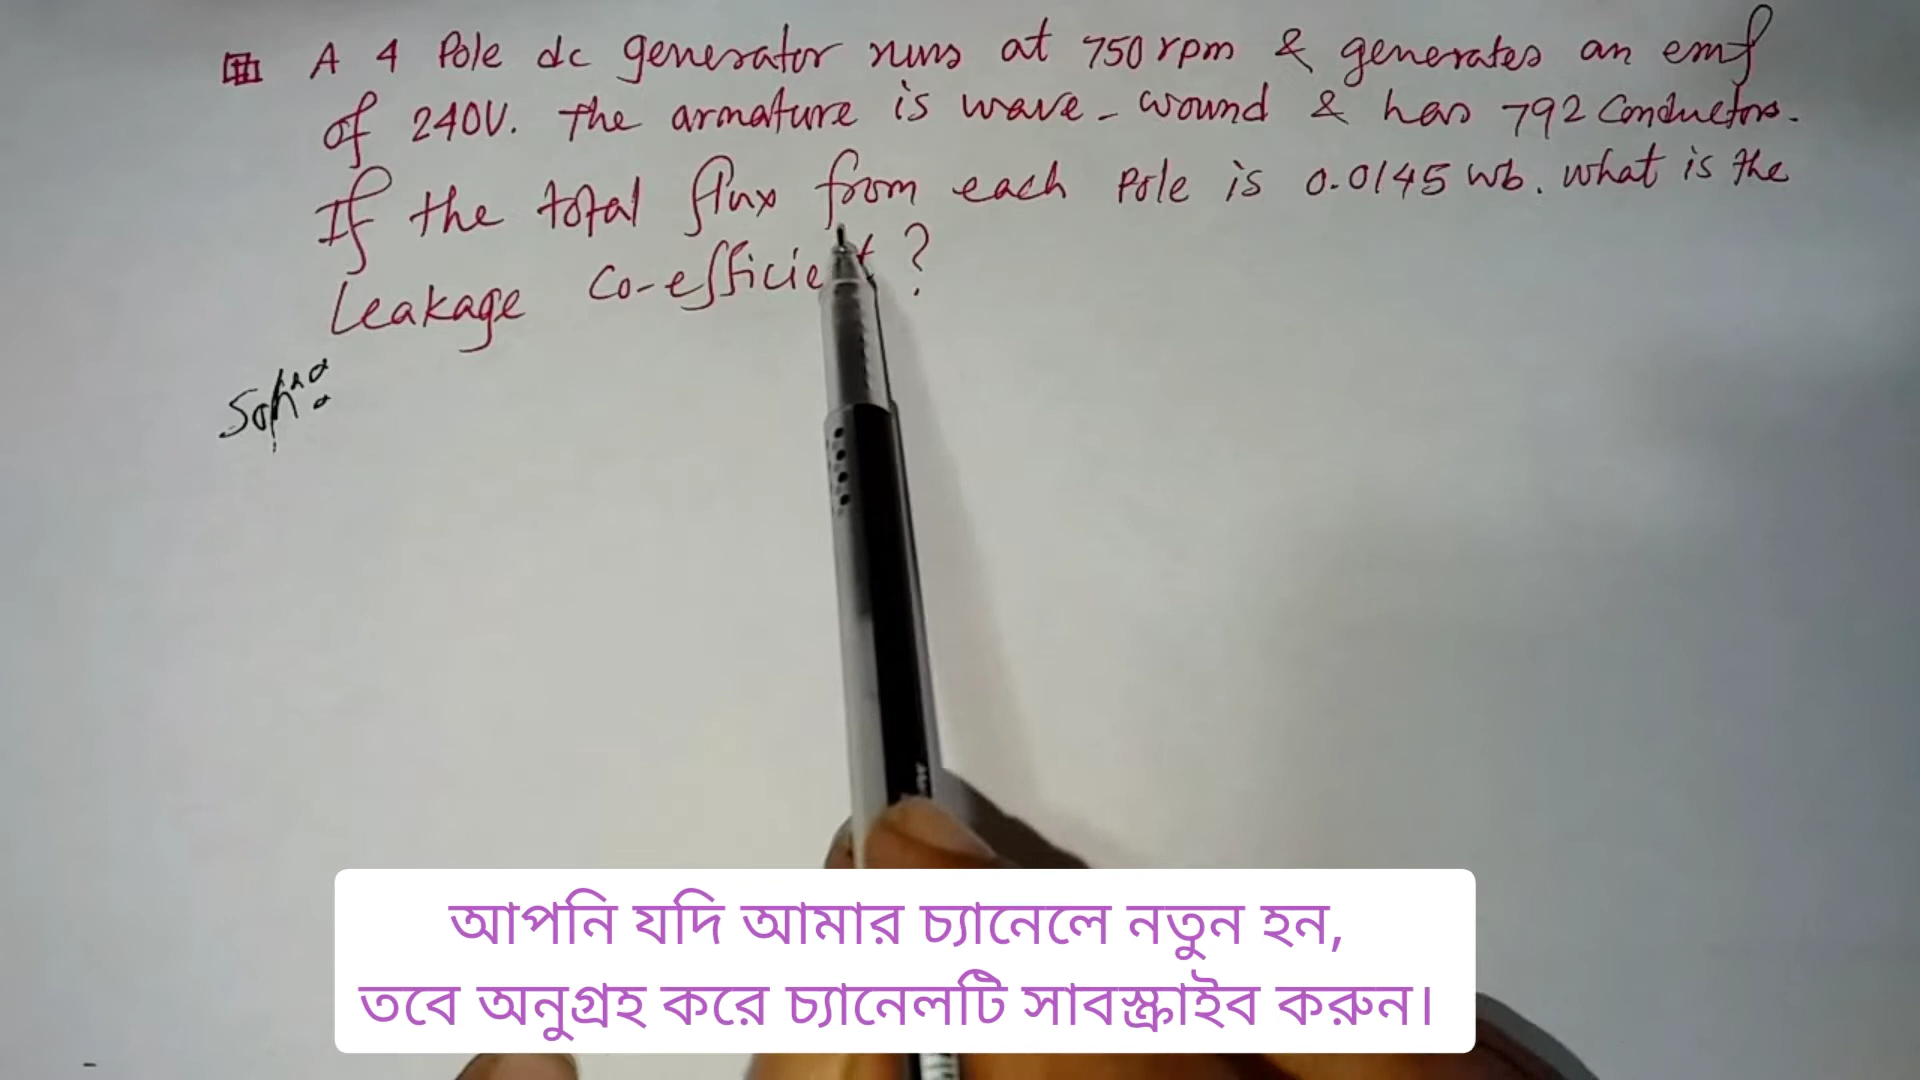 A 4 Pole dc generator runs at 750 rpm & generates an emf
of 240V. The armature is wave-wound & has 792 Conductors.
If the total flux from each Pole is 0.0145 wb. what is the
Leakage Co-efficient?
Soln:
আপনি যদি আমার চ্যানেলে নতুন হন,
তবে অনুগ্রহ করে চ্যানেলটি সাবস্ক্রাইব করুন।